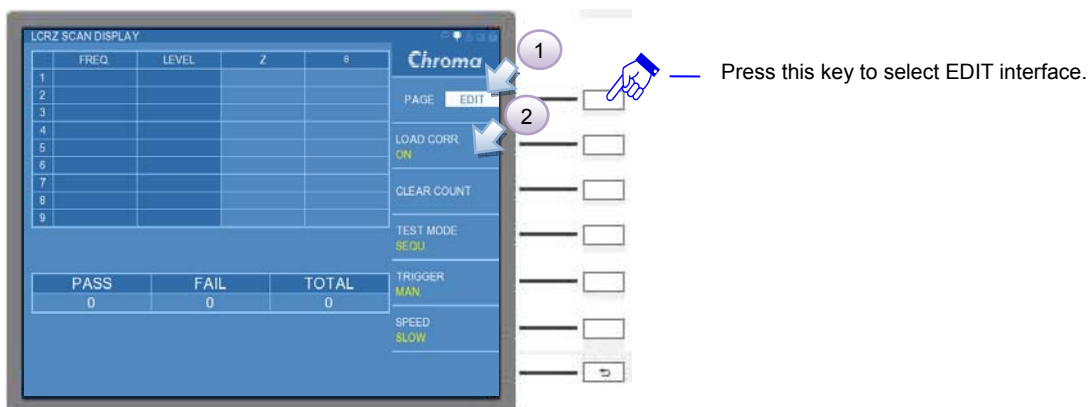 LCRZ SCAN DISPLAY
FREQ. LEVEL Z θ
1
2
3
4
5
6
7
8
9
Chroma
PAGE EDIT
LOAD CORR.
ON
CLEAR COUNT
TEST MODE
SEQU.
TRIGGER
MAN.
SPEED
SLOW
PASS FAIL TOTAL
0 0 0
1
2
Press this key to select EDIT interface.